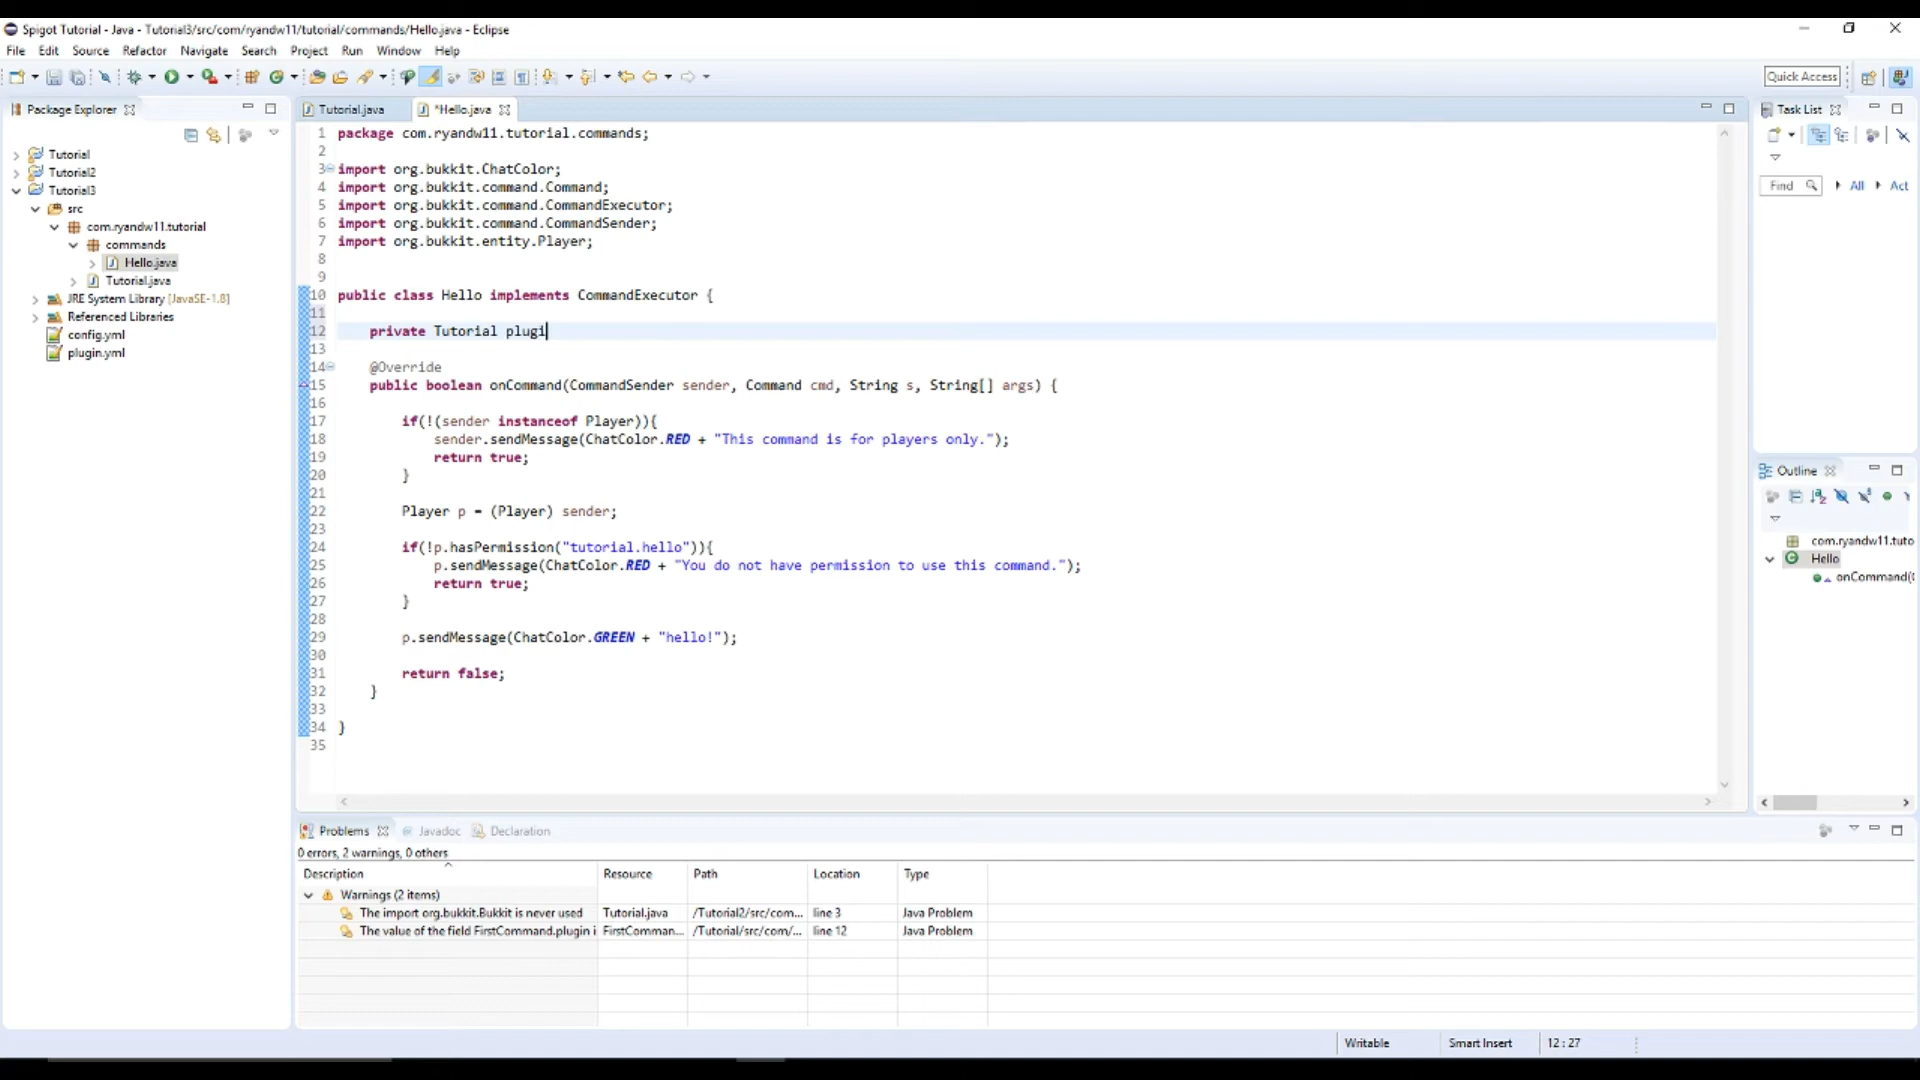 Spigot Tutorial - Java - Tutorial3/src/com/ryandw11/tutorial/commands/Hello.java - Eclipse
File Edit Source Refactor Navigate Search Project Run Window Help
Quick Access
Package Explorer
Tutorial
Tutorial2
Tutorial3
src
com.ryandw11.tutorial
commands
Hello.java
Tutorial.java
JRE System Library [JavaSE-1.8]
Referenced Libraries
config.yml
plugin.yml
Tutorial.java *Hello.java
1 package com.ryandw11.tutorial.commands;
2
3 import org.bukkit.ChatColor;
4 import org.bukkit.command.Command;
5 import org.bukkit.command.CommandExecutor;
6 import org.bukkit.command.CommandSender;
7 import org.bukkit.entity.Player;
8
9
10 public class Hello implements CommandExecutor {
11
12 private Tutorial plugi
13
14 @Override
15 public boolean onCommand(CommandSender sender, Command cmd, String s, String[] args) {
16
17 if(!(sender instanceof Player)){
18 sender.sendMessage(ChatColor.RED + "This command is for players only.");
19 return true;
20 }
21
22 Player p = (Player) sender;
23
24 if(!p.hasPermission("tutorial.hello")){
25 p.sendMessage(ChatColor.RED + "You do not have permission to use this command.");
26 return true;
27 }
28
29 p.sendMessage(ChatColor.GREEN + "hello!");
30
31 return false;
32 }
33
34 }
35
Task List
Find All Act
Outline
com.ryandw11.tuto
Hello
onCommand(
Problems Javadoc Declaration
0 errors, 2 warnings, 0 others
Description Resource Path Location Type
Warnings (2 items)
The import org.bukkit.Bukkit is never used Tutorial.java /Tutorial2/src/com... line 3 Java Problem
The value of the field FirstCommand.plugin i FirstComman... /Tutorial/src/com/... line 12 Java Problem
Writable Smart Insert 12 : 27